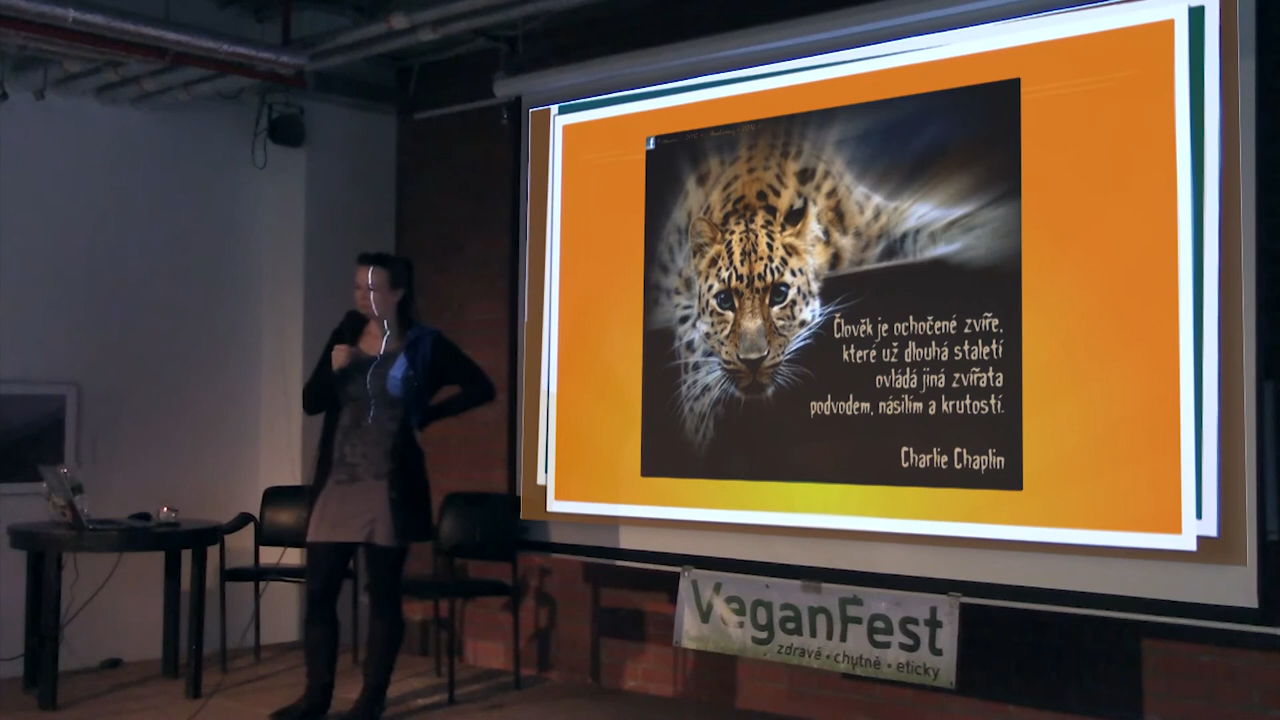 Člověk je ochočené zvíře,
které už dlouhá staletí
ovládá jiná zvířata
podvodem, násilím a krutostí.
Charlie Chaplin
VeganFest
zdravě • chutně • eticky